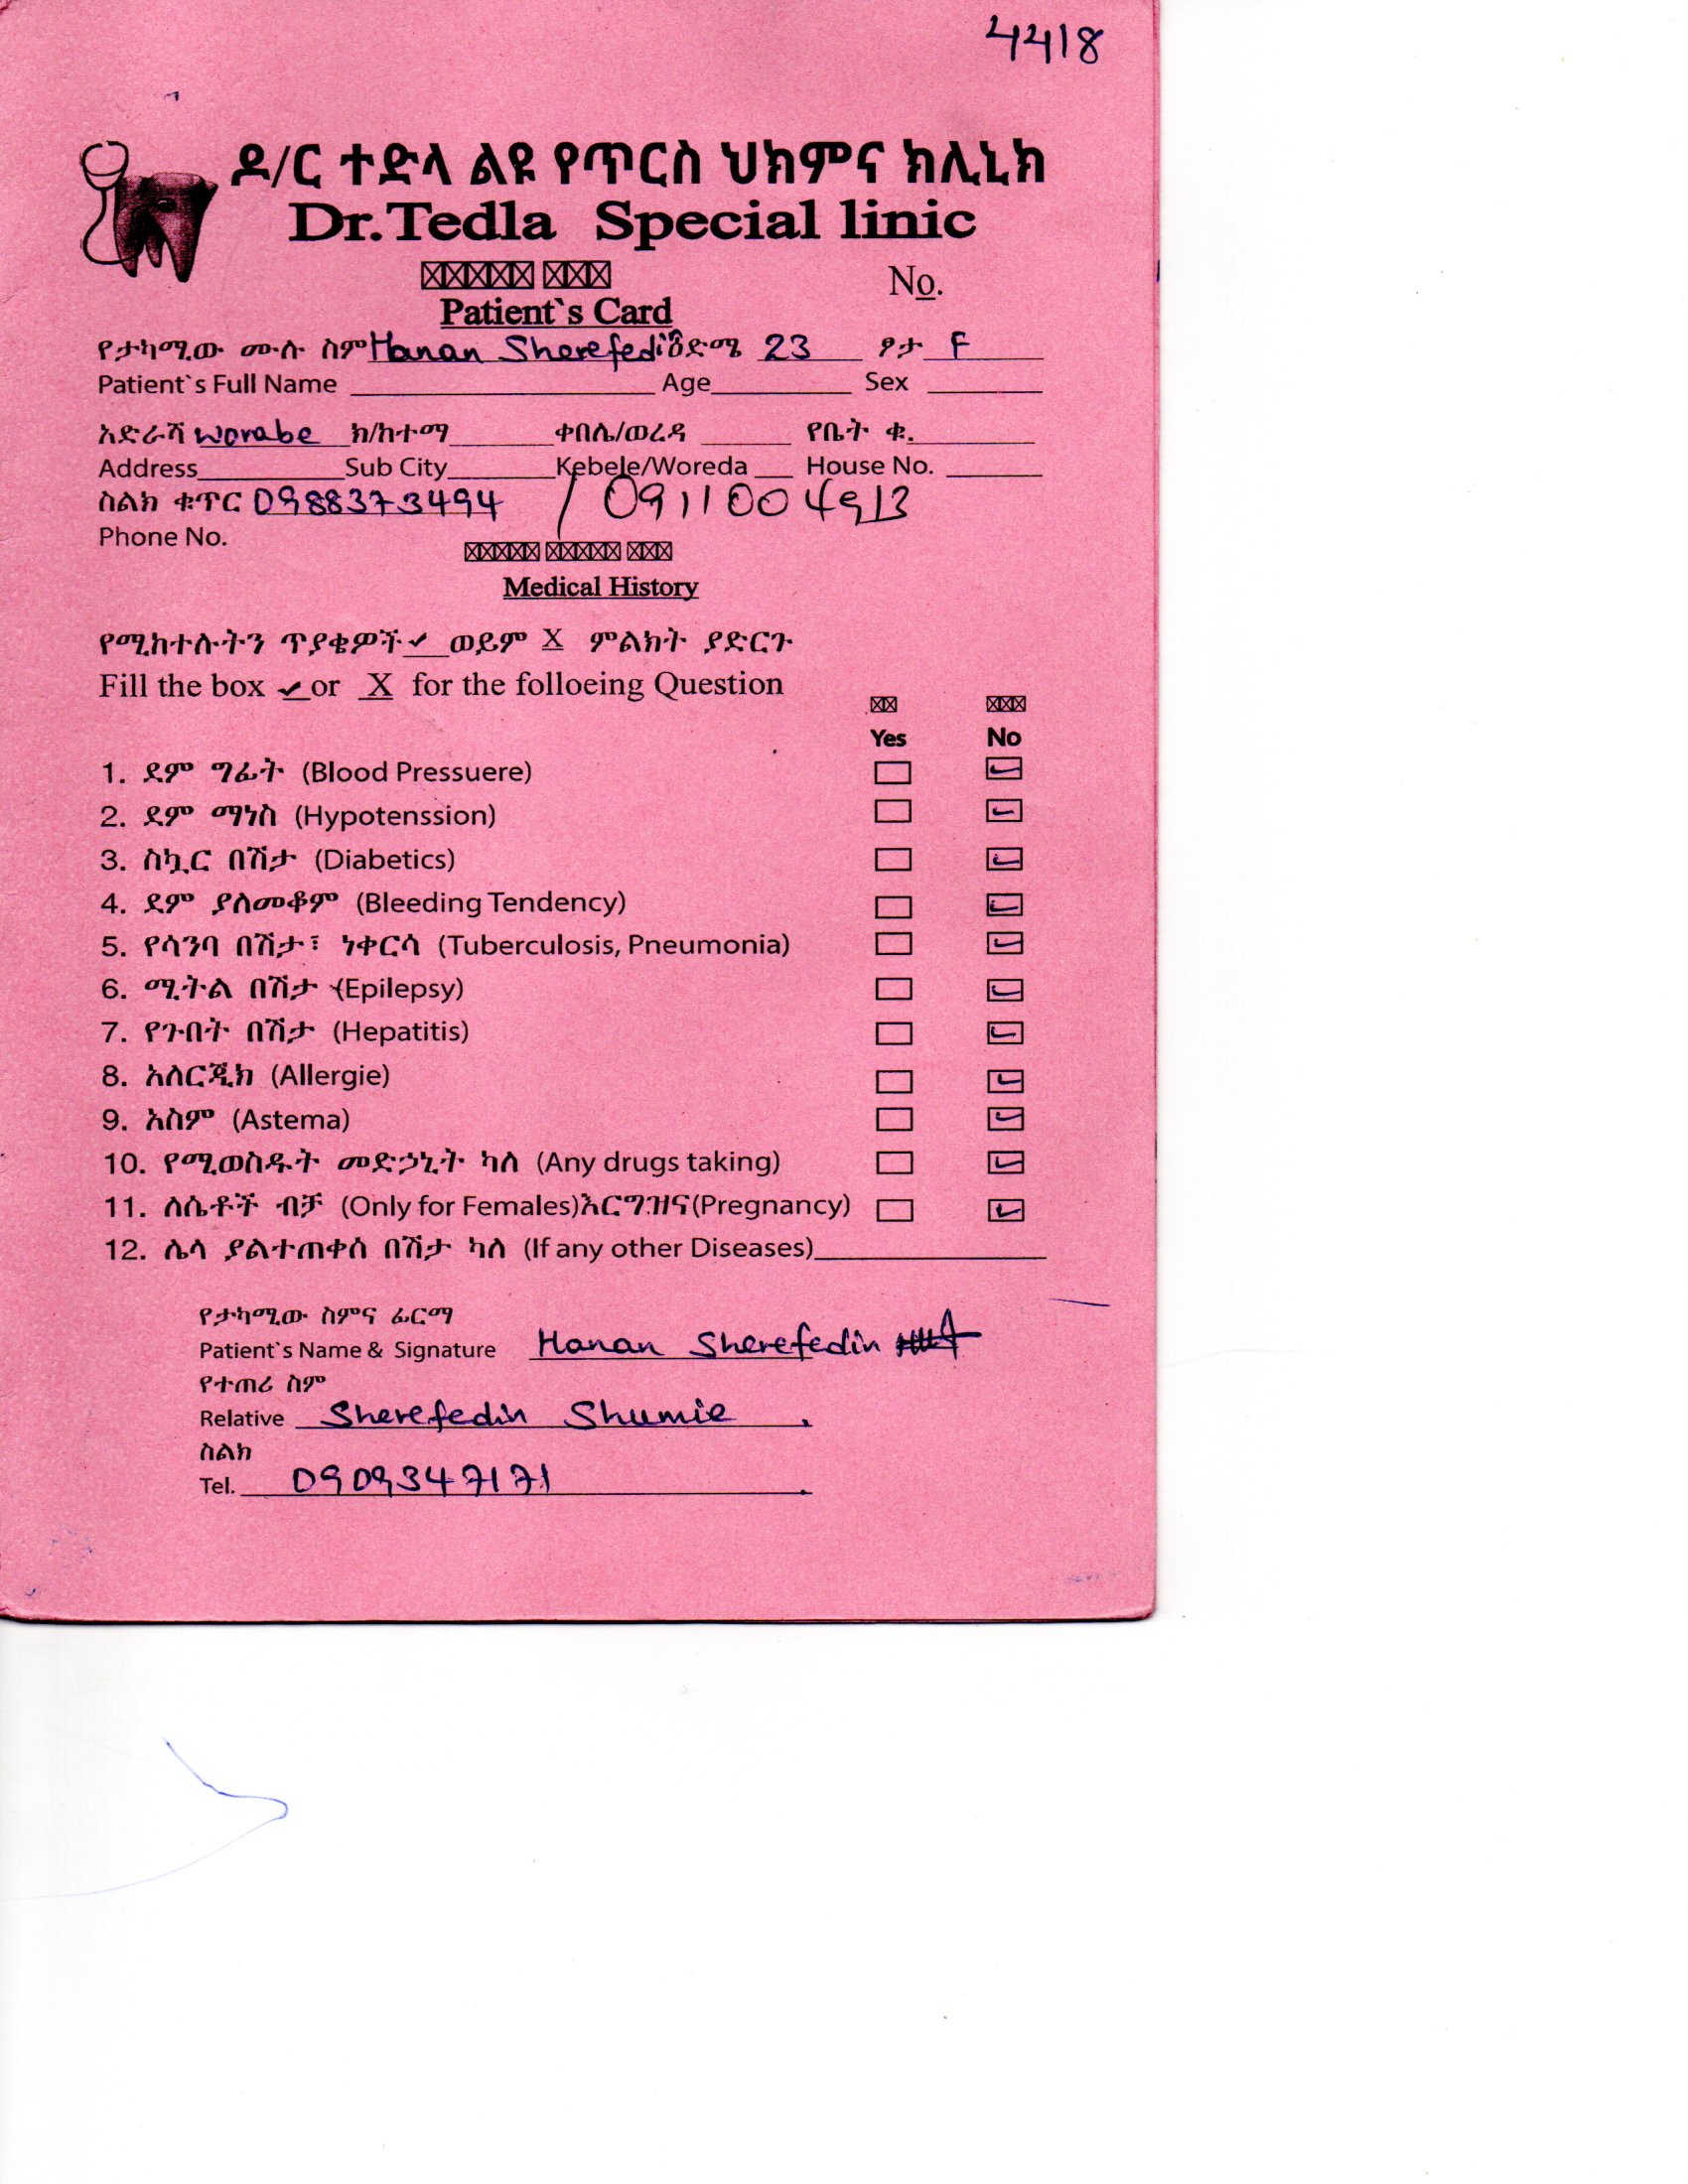 4418
ዶ/ር ተድላ ልዩ የጥርስ ህክምና ክሊኒክ
Dr.Tedla Special linic
No.
Patient`s Card
የታካሚው ሙሉ ስም Hanan Sherefedin ዕድሜ 23 ፆታ F
Patient`s Full Name Age Sex
አድራሻ worabe ክ/ከተማ ቀበሌ/ወረዳ የቤት ቁ.
Address Sub City Kebele/Woreda House No.
ስልክ ቁጥር 0988373494 / 0911004913
Phone No.
Medical History
የሚከተሉትን ጥያቄዎች ✓ ወይም X ምልክት ያድርጉ
Fill the box ✓ or X for the folloeing Question
Yes No
1. ደም ግፊት (Blood Pressuere) ☐ ☑
2. ደም ማነስ (Hypotenssion) ☐ ☑
3. ስኳር በሽታ (Diabetics) ☐ ☑
4. ደም ያለመቆም (Bleeding Tendency) ☐ ☑
5. የሳንባ በሽታ፣ ነቀርሳ (Tuberculosis, Pneumonia) ☐ ☑
6. ሚትል በሽታ (Epilepsy) ☐ ☑
7. የጉበት በሽታ (Hepatitis) ☐ ☑
8. አለርጂክ (Allergie) ☐ ☑
9. አስም (Astema) ☐ ☑
10. የሚወስዱት መድኃኒት ካለ (Any drugs taking) ☐ ☑
11. ለሴቶች ብቻ (Only for Females)እርግዝና(Pregnancy) ☐ ☑
12. ሌላ ያልተጠቀሰ በሽታ ካለ (If any other Diseases)
የታካሚው ስምና ፊርማ
Patient`s Name & Signature Hanan Sherefedin
የተጠሪ ስም
Relative Sherefedin Shumie
ስልክ
Tel. 0909347171